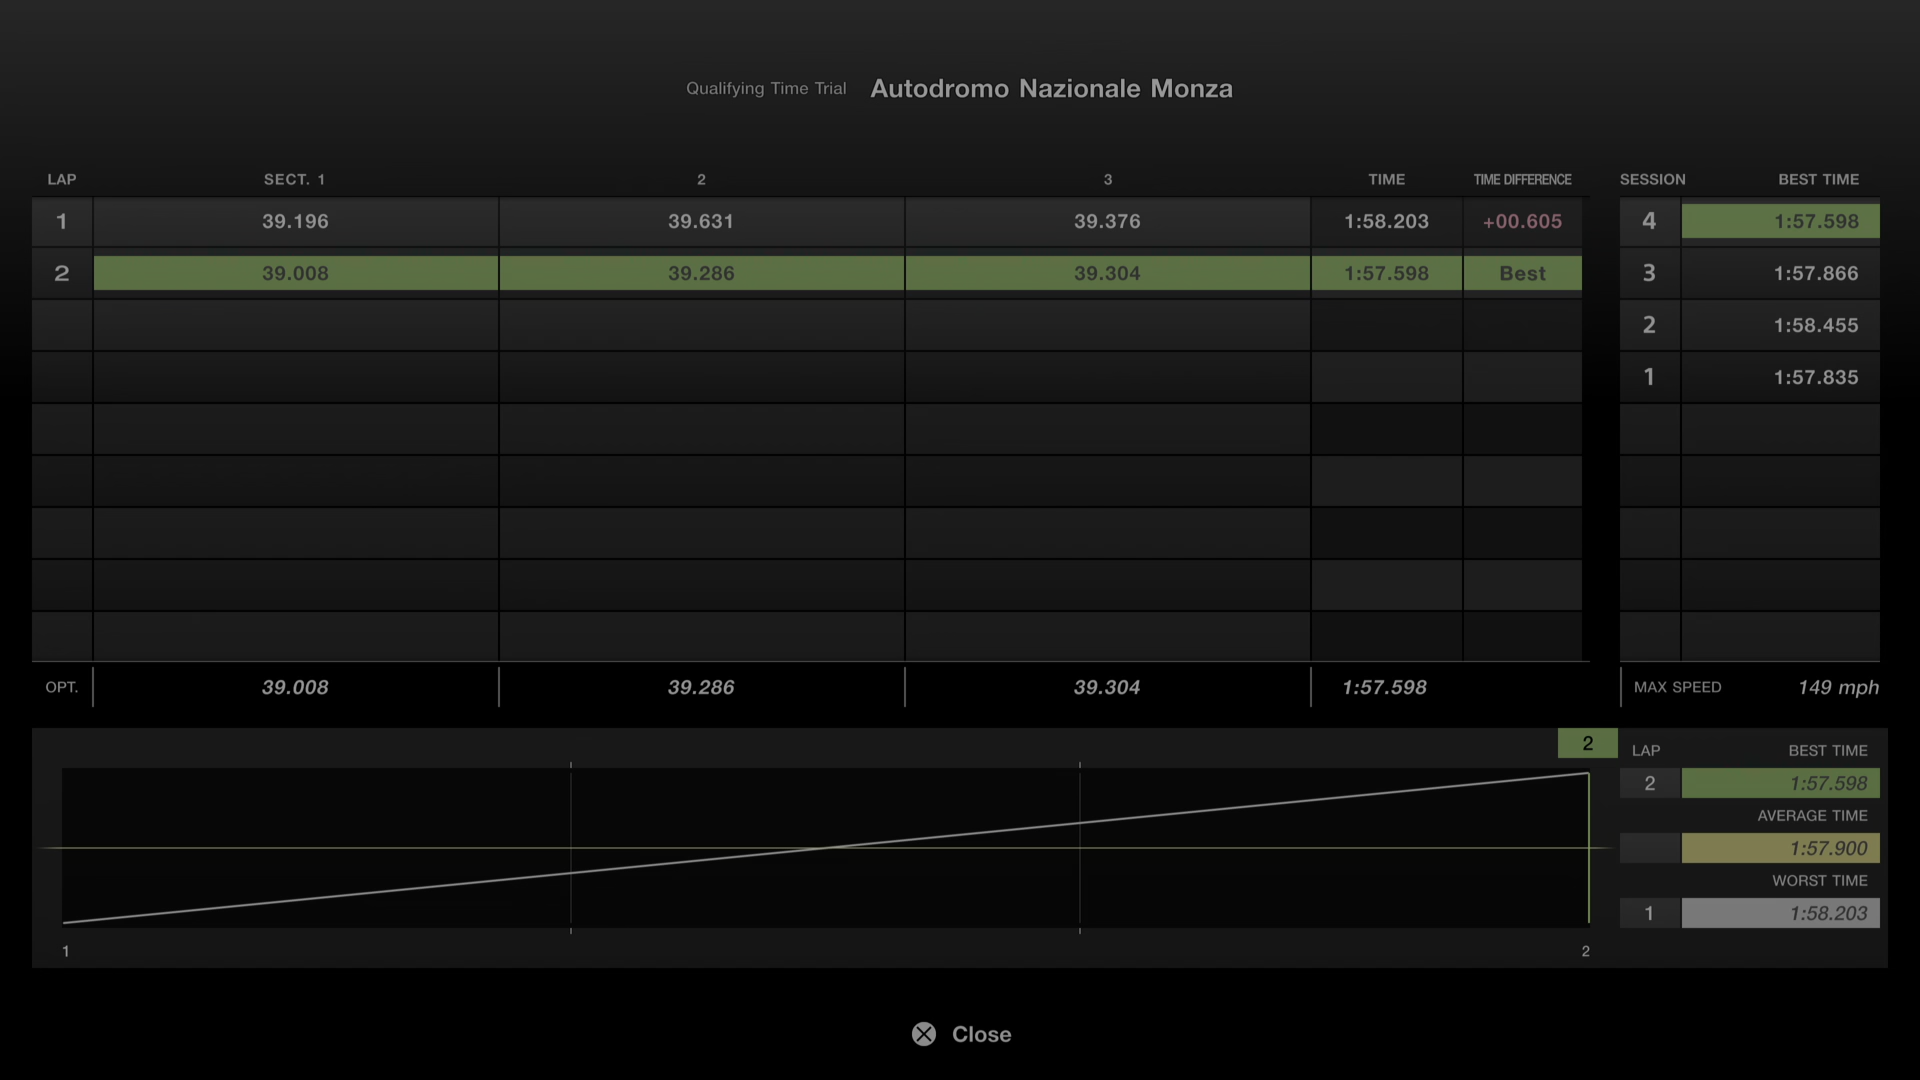 Qualifying Time Trial Autodromo Nazionale Monza
LAP SECT. 1 2 3 TIME TIME DIFFERENCE SESSION BEST TIME
1 39.196 39.631 39.376 1:58.203 +00.605 4 1:57.598
2 39.008 39.286 39.304 1:57.598 Best 3 1:57.866
2 1:58.455
1 1:57.835
OPT. 39.008 39.286 39.304 1:57.598 MAX SPEED 149 mph
2 LAP BEST TIME
2 1:57.598
AVERAGE TIME
1:57.900
WORST TIME
1 1:58.203
1 2
Close